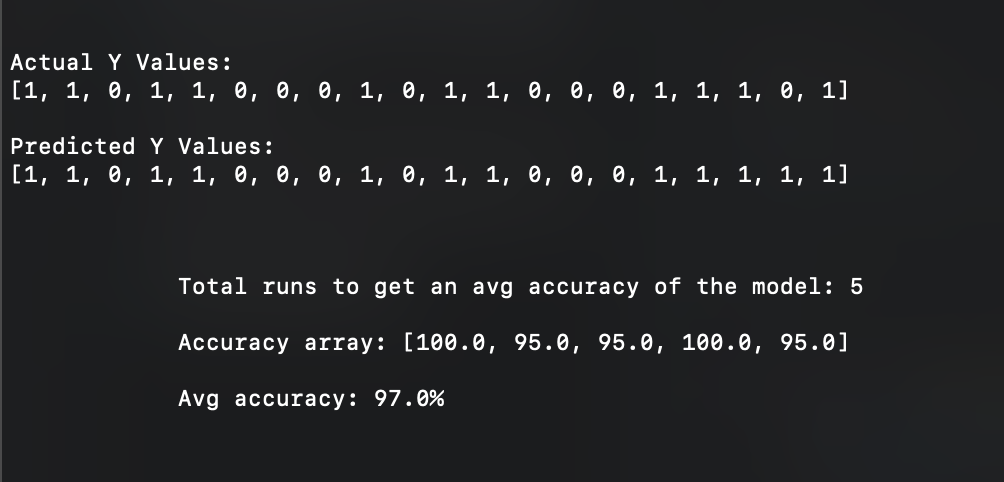 Actual Y Values:
[1, 1, 0, 1, 1, 0, 0, 0, 1, 0, 1, 1, 0, 0, 0, 1, 1, 1, 0, 1]
Predicted Y Values:
[1, 1, 0, 1, 1, 0, 0, 0, 1, 0, 1, 1, 0, 0, 0, 1, 1, 1, 1, 1]
Total runs to get an avg accuracy of the model: 5
Accuracy array: [100.0, 95.0, 95.0, 100.0, 95.0]
Avg accuracy: 97.0%